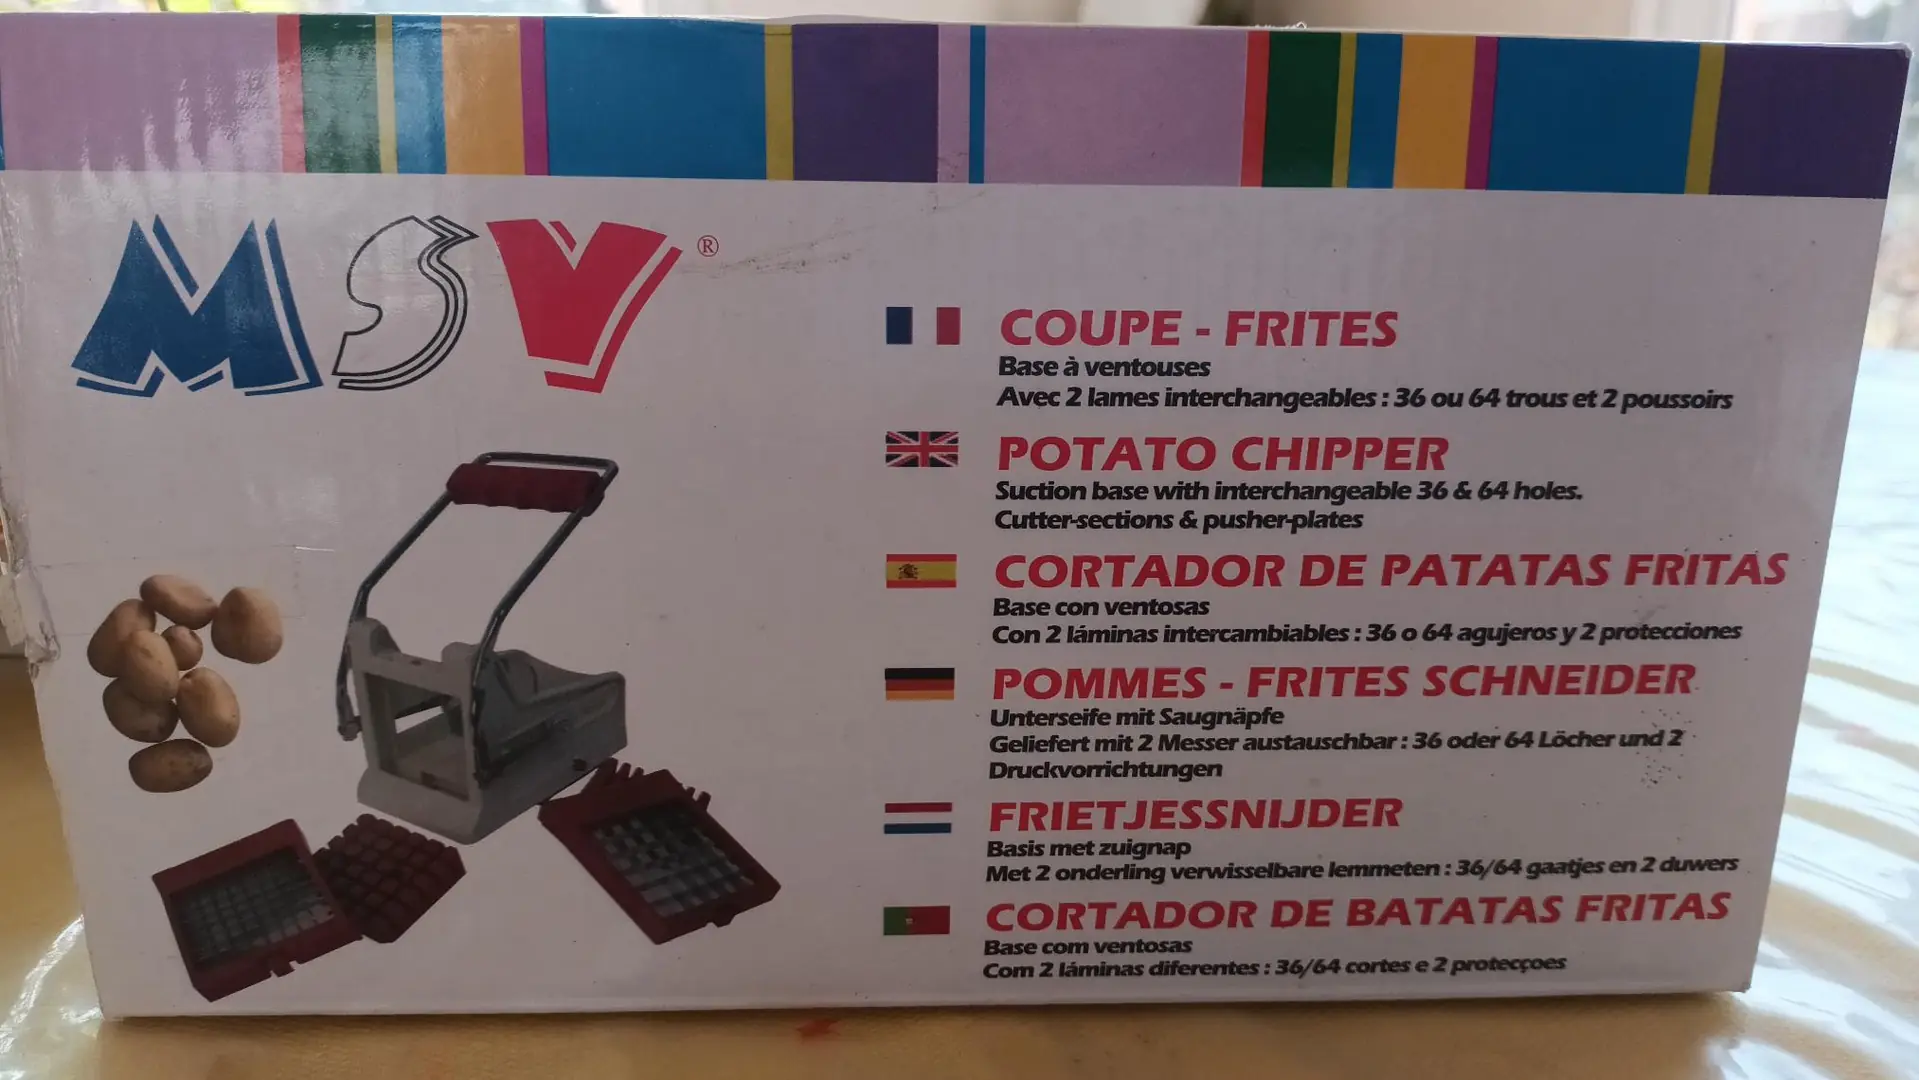 MSV®
COUPE - FRITES
Base à ventouses
Avec 2 lames interchangeables : 36 ou 64 trous et 2 poussoirs
POTATO CHIPPER
Suction base with interchangeable 36 & 64 holes.
Cutter-sections & pusher-plates
CORTADOR DE PATATAS FRITAS
Base con ventosas
Con 2 láminas intercambiables : 36 o 64 agujeros y 2 protecciones
POMMES - FRITES SCHNEIDER
Unterseife mit Saugnäpfe
Geliefert mit 2 Messer austauschbar : 36 oder 64 Löcher und 2
Druckvorrichtungen
FRIETJESSNIJDER
Basis met zuignap
Met 2 onderling verwisselbare lemmeten : 36/64 gaatjes en 2 duwers
CORTADOR DE BATATAS FRITAS
Base com ventosas
Com 2 láminas diferentes : 36/64 cortes e 2 protecçoes